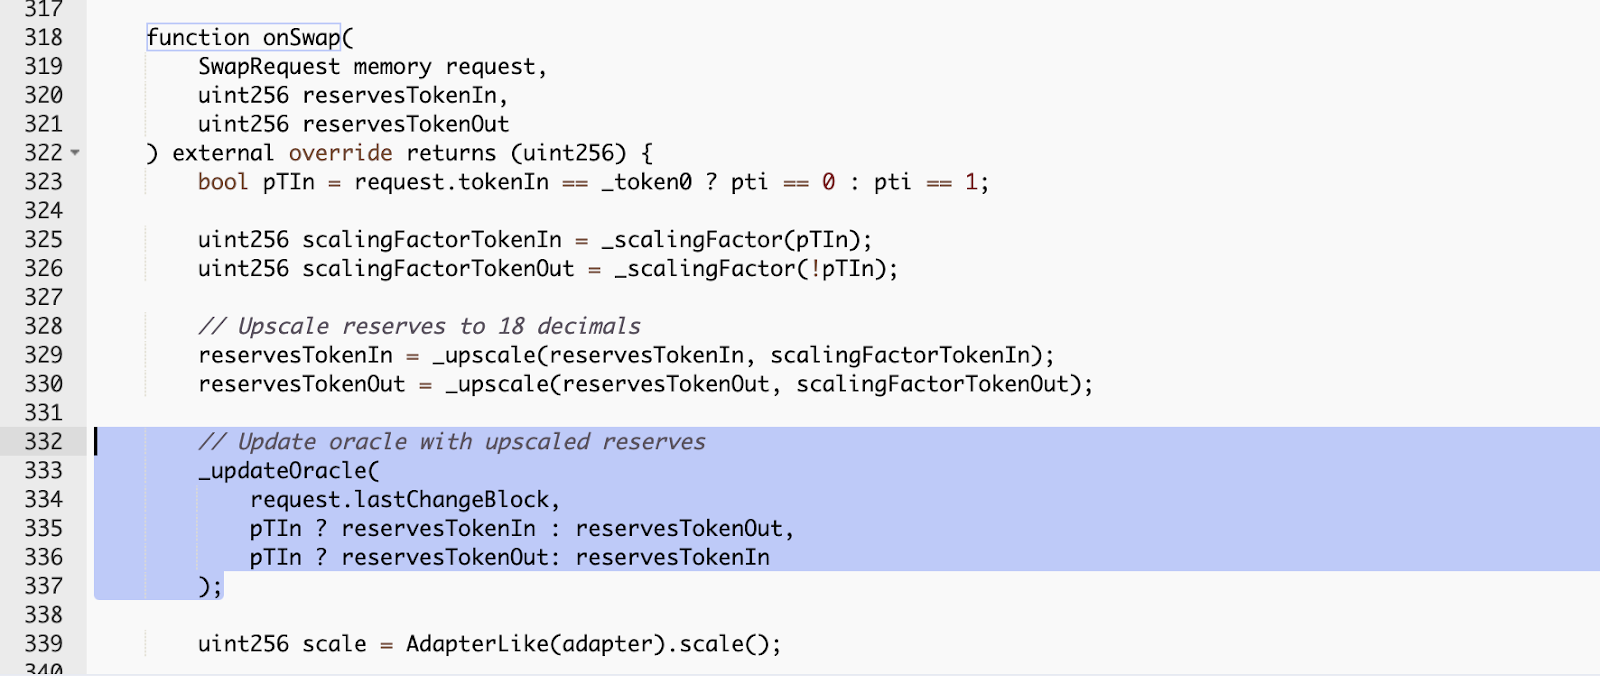 317
318 function onSwap(
319 SwapRequest memory request,
320 uint256 reservesTokenIn,
321 uint256 reservesTokenOut
322 ) external override returns (uint256) {
323 bool pTIn = request.tokenIn == _token0 ? pti == 0 : pti == 1;
324
325 uint256 scalingFactorTokenIn = _scalingFactor(pTIn);
326 uint256 scalingFactorTokenOut = _scalingFactor(!pTIn);
327
328 // Upscale reserves to 18 decimals
329 reservesTokenIn = _upscale(reservesTokenIn, scalingFactorTokenIn);
330 reservesTokenOut = _upscale(reservesTokenOut, scalingFactorTokenOut);
331
332 // Update oracle with upscaled reserves
333 _updateOracle(
334 request.lastChangeBlock,
335 pTIn ? reservesTokenIn : reservesTokenOut,
336 pTIn ? reservesTokenOut: reservesTokenIn
337 );
338
339 uint256 scale = AdapterLike(adapter).scale();
340